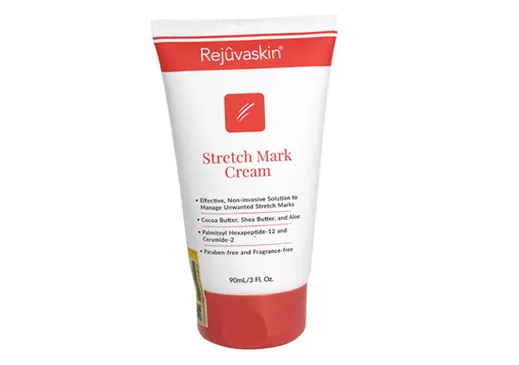 Rejûvaskin®
Stretch Mark
Cream
• Effective, Non-invasive Solution to
Manage Unwanted Stretch Marks
• Cocoa Butter, Shea Butter, and Aloe
• Palmitoyl Hexapeptide-12 and
Ceramide-2
• Paraben-free and Fragrance-free
90mL/3 Fl. Oz.